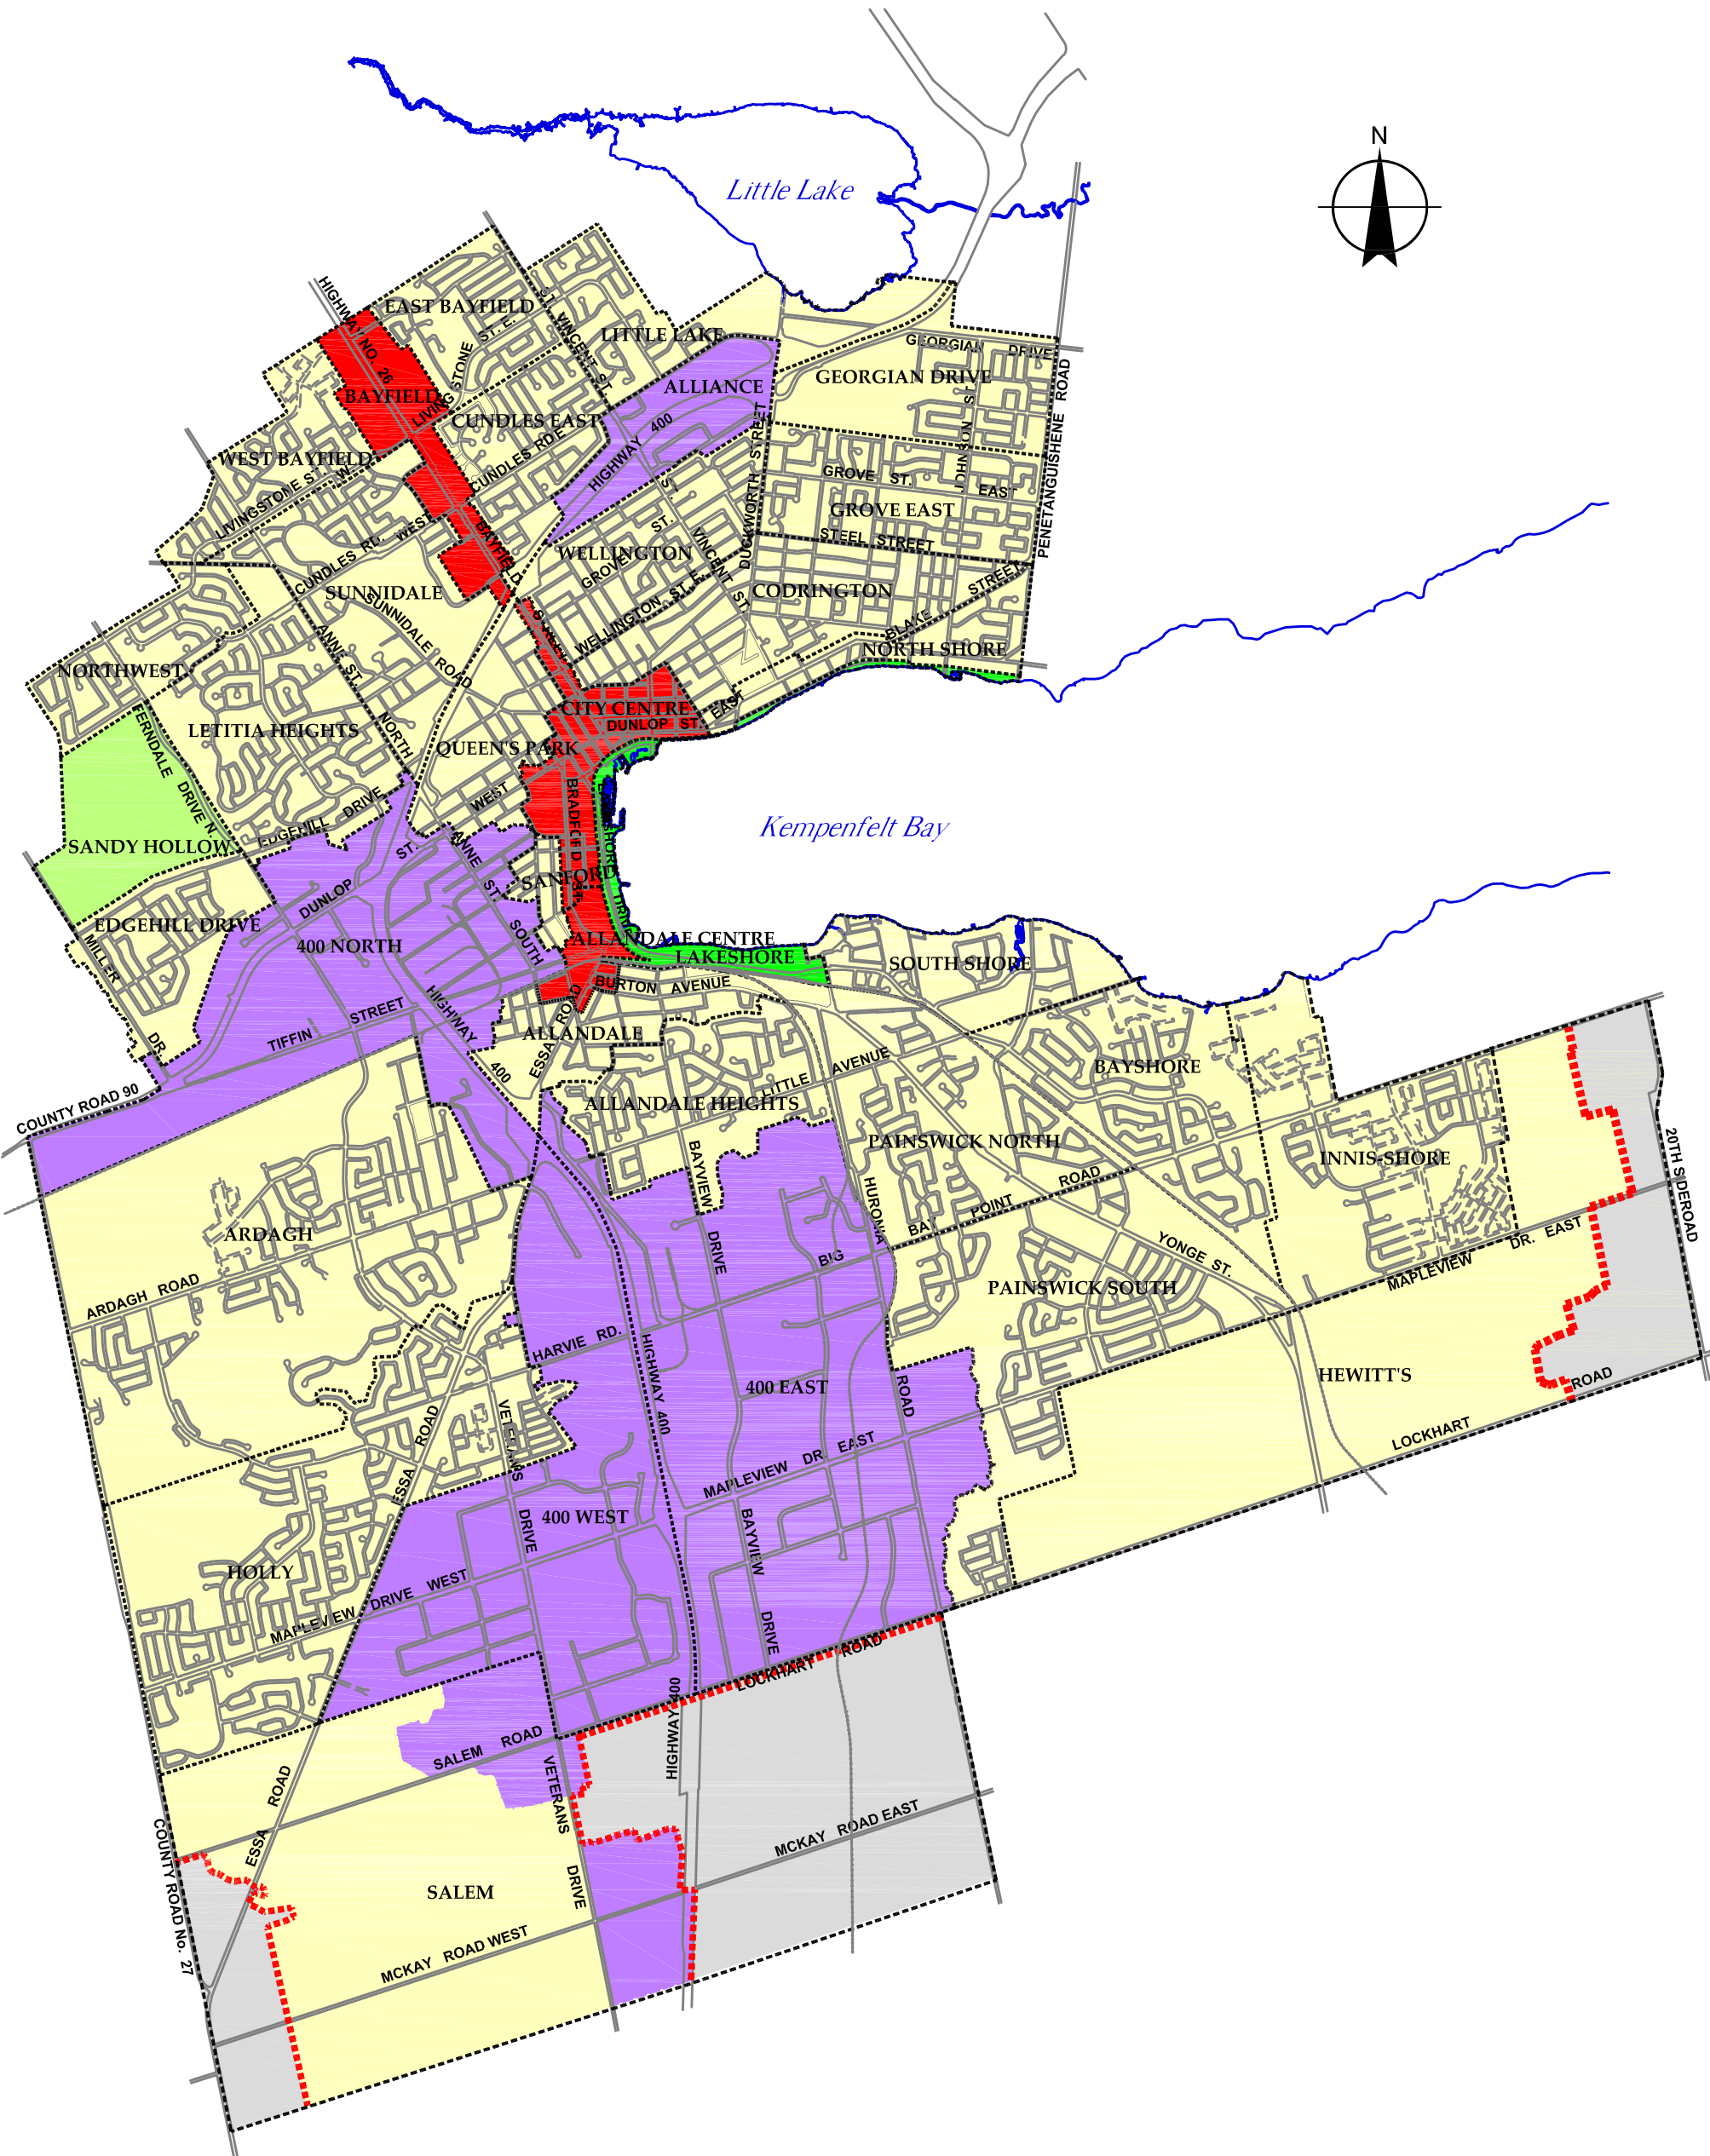 N
Little Lake
HIGHWAY NO. 26
EAST BAYFIELD
ST.
VINCENT ST.
LITTLE LAKE
LIVINGSTONE ST. E.
BAYFIELD
ALLIANCE
GEORGIAN DRIVE
GEORGIAN DRIVE
PENETANGUISHENE ROAD
JOHNSON ST.
CUNDLES EAST
CUNDLES RD E.
HIGHWAY 400
DUCKWORTH STREET
WEST BAYFIELD
LIVINGSTONE ST. W.
GROVE ST. EAST
GROVE EAST
STEEL STREET
CUNDLES RD. WEST
BAYFIELD
STREET
WELLINGTON
GROVE ST.
ST. VINCENT ST.
WELLINGTON ST. E.
CODRINGTON
BLAKE STREET
NORTH SHORE
SUNNIDALE
SUNNIDALE ROAD
ANNE ST. NORTH
NORTHWEST
FERNDALE DRIVE N.
LETITIA HEIGHTS
CITY CENTRE
DUNLOP ST. EAST
QUEEN'S PARK
WEST
BRADFORD ST.
Kempenfelt Bay
SANDY HOLLOW
EDGEHILL DRIVE
DUNLOP ST.
ANNE ST. SOUTH
SANFORD
LAKESHORE DRIVE
EDGEHILL DRIVE
400 NORTH
MILLER DR.
ALLANDALE CENTRE
LAKESHORE
SOUTH SHORE
BURTON AVENUE
TIFFIN STREET
HIGHWAY 400
ALLANDALE
ESSA ROAD
COUNTY ROAD 90
LITTLE AVENUE
ALLANDALE HEIGHTS
BAYSHORE
PAINSWICK NORTH
INNIS-SHORE
BAYVIEW DRIVE
HURONIA ROAD
BIG BAY POINT ROAD
20TH SIDEROAD
ARDAGH
ARDAGH ROAD
YONGE ST.
MAPLEVIEW DR. EAST
PAINSWICK SOUTH
HARVIE RD.
HIGHWAY 400
400 EAST
HEWITT'S
ROAD
LOCKHART
ESSA ROAD
VETERANS DRIVE
MAPLEVIEW DR. EAST
400 WEST
BAYVIEW DRIVE
HOLLY
MAPLEVIEW DRIVE WEST
LOCKHART ROAD
HIGHWAY 400
SALEM ROAD
VETERANS DRIVE
ESSA ROAD
COUNTY ROAD No. 27
MCKAY ROAD EAST
SALEM
MCKAY ROAD WEST